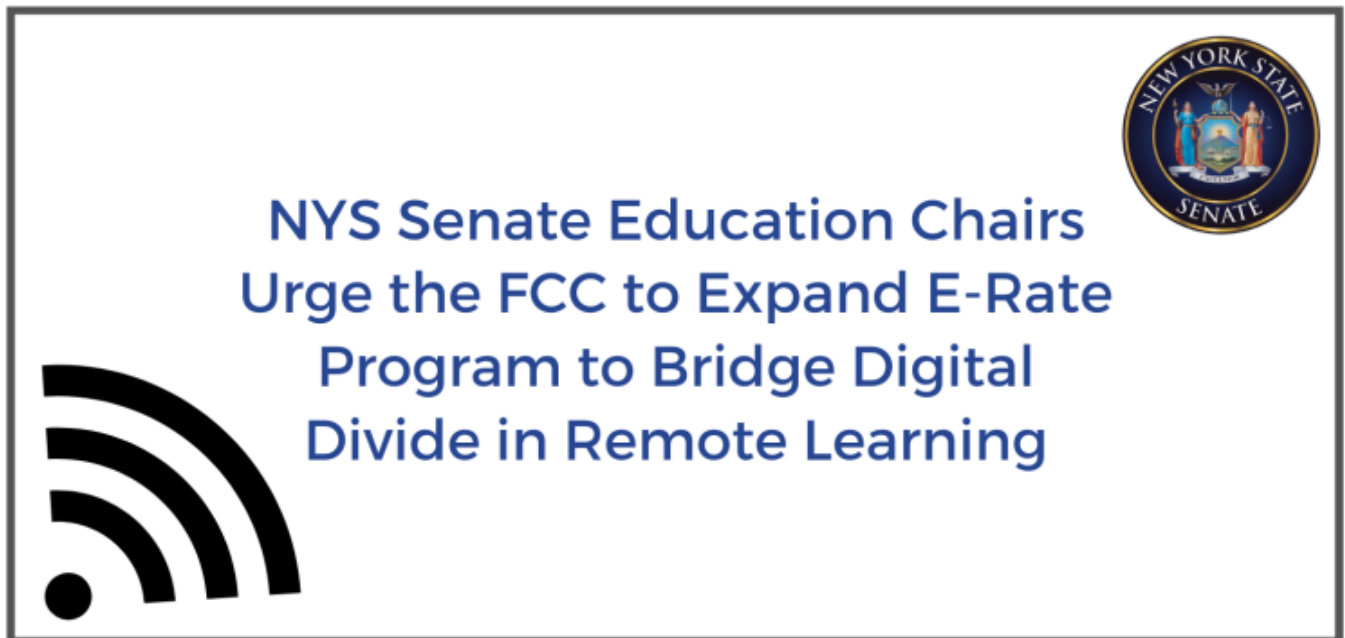 NEW YORK STATE
SENATE
NYS Senate Education Chairs
Urge the FCC to Expand E-Rate
Program to Bridge Digital
Divide in Remote Learning